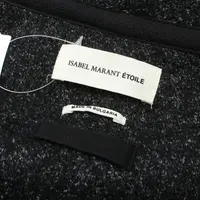 ISABEL MARANT ÉTOILE
MADE IN BULGARIA